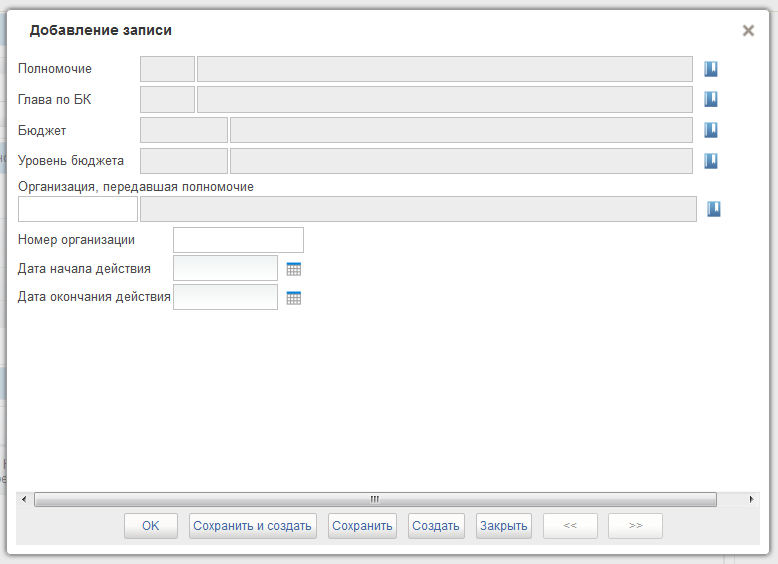 Добавление записи
Полномочие
Глава по БК
Бюджет
Уровень бюджета
Организация, передавшая полномочие
Номер организации
Дата начала действия
Дата окончания действия
OK Сохранить и создать Сохранить Создать Закрыть << >>